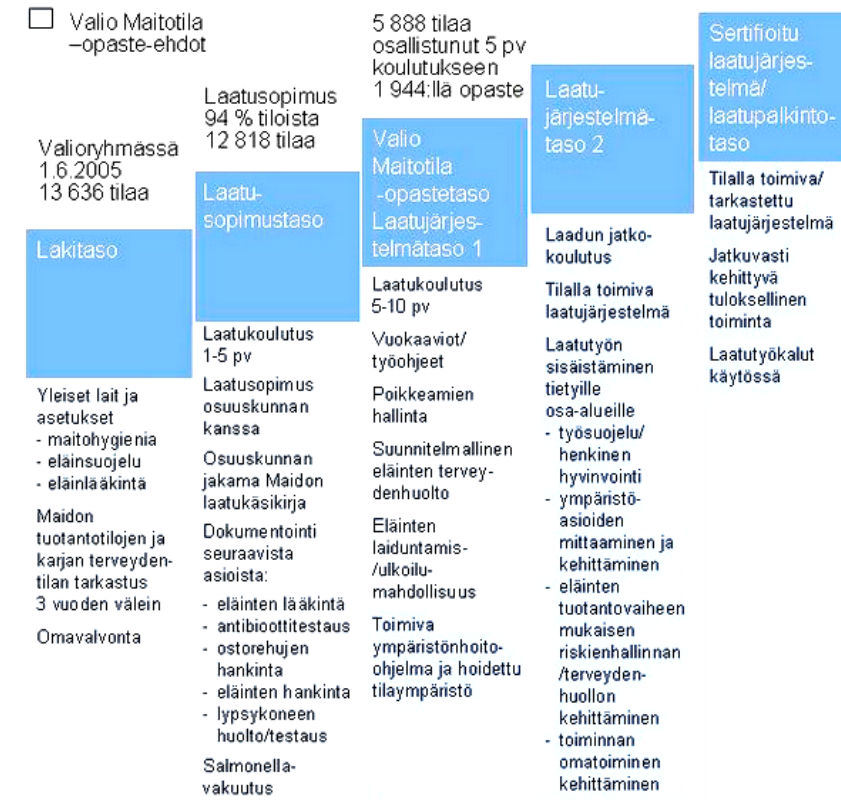 Valio Maitotila
–opaste-ehdot
Valioryhmässä
1.6.2005
13 636 tilaa
Lakitaso
Yleiset lait ja
asetukset
- maitohygienia
- eläinsuojelu
- eläinlääkintä
Maidon
tuotantotilojen ja
karjan terveyden-
tilan tarkastus
3 vuoden välein
Omavalvonta
Laatusopimus
94 % tiloista
12 818 tilaa
Laatu-
sopimustaso
Laatukoulutus
1-5 pv
Laatusopimus
osuuskunnan
kanssa
Osuuskunnan
jakama Maidon
laatukäsikirja
Dokumentointi
seuraavista
asioista:
- eläinten lääkintä
- antibioottitestaus
- ostorehujen
hankinta
- eläinten hankinta
- lypsykoneen
huolto/testaus
Salmonella-
vakuutus
5 888 tilaa
osallistunut 5 pv
koulutukseen
1 944:llä opaste
Valio
Maitotila
-opastetaso
Laatujärjes-
telmätaso 1
Laatukoulutus
5-10 pv
Vuokaaviot/
työohjeet
Poikkeamien
hallinta
Suunnitelmallinen
eläinten tervey-
denhuolto
Eläinten
laiduntamis-
/ulkoilu-
mahdollisuus
Toimiva
ympäristönhoito-
ohjelma ja hoidettu
tilaympäristö
Laatu-
järjestelmä-
taso 2
Laadun jatko-
koulutus
Tilalla toimiva
laatujärjestelmä
Laatutyön
sisäistäminen
tietyille
osa-alueille
- työsuojelu/
henkinen
hyvinvointi
- ympäristö-
asioiden
mittaaminen ja
kehittäminen
- eläinten
tuotantovaiheen
mukaisen
riskienhallinnan
/terveyden-
huollon
kehittäminen
- toiminnan
omatoiminen
kehittäminen
Sertifioitu
laatujärjes-
telmä/
laatupalkinto-
taso
Tilalla toimiva/
tarkastettu
laatujärjestelmä
Jatkuvasti
kehittyvä
tuloksellinen
toiminta
Laatutyökalut
käytössä